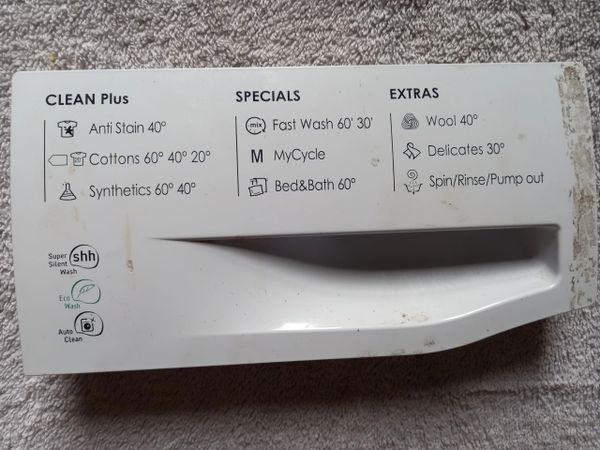 CLEAN Plus
Anti Stain 40°
Cottons 60° 40° 20°
Synthetics 60° 40°
SPECIALS
mix Fast Wash 60' 30'
M MyCycle
Bed&Bath 60°
EXTRAS
Wool 40°
Delicates 30°
Spin/Rinse/Pump out
Super
Silent shh
Wash
Eco
Wash
Auto
Clean